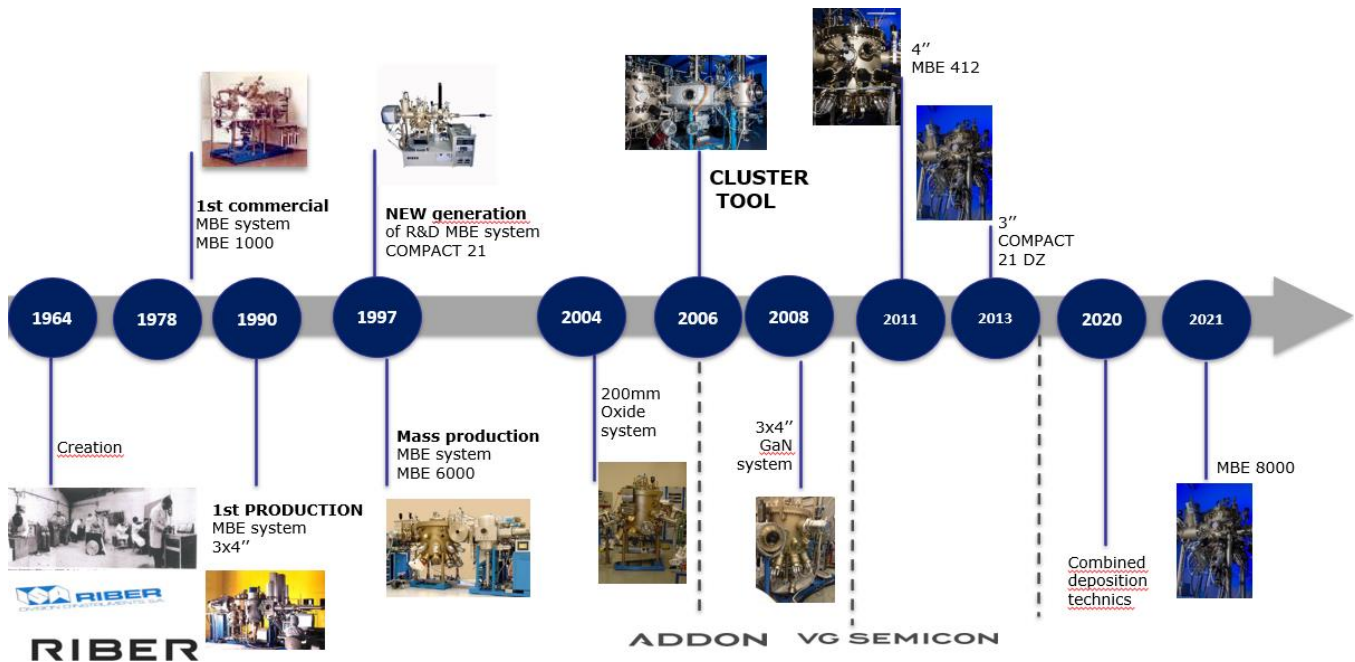 4’’
MBE 412
1st commercial
MBE system
MBE 1000
NEW generation
of R&D MBE system
COMPACT 21
CLUSTER
TOOL
3’’
COMPACT
21 DZ
1964
1978
1990
1997
2004
2006
2008
2011
2013
2020
2021
Creation
1st PRODUCTION
MBE system
3x4’’
Mass production
MBE system
MBE 6000
200mm
Oxide
system
3x4’’
GaN
system
Combined
deposition
technics
MBE 8000
RIBER
DIVISION D'INSTRUMENTS SA
RIBER
ADDON
VG SEMICON